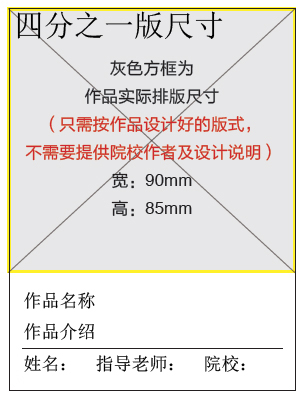 四分之一版尺寸
灰色方框为
作品实际排版尺寸
（只需按作品设计好的版式，
不需要提供院校作者及设计说明）
宽：90mm
高：85mm
作品名称
作品介绍
姓名： 指导老师： 院校：